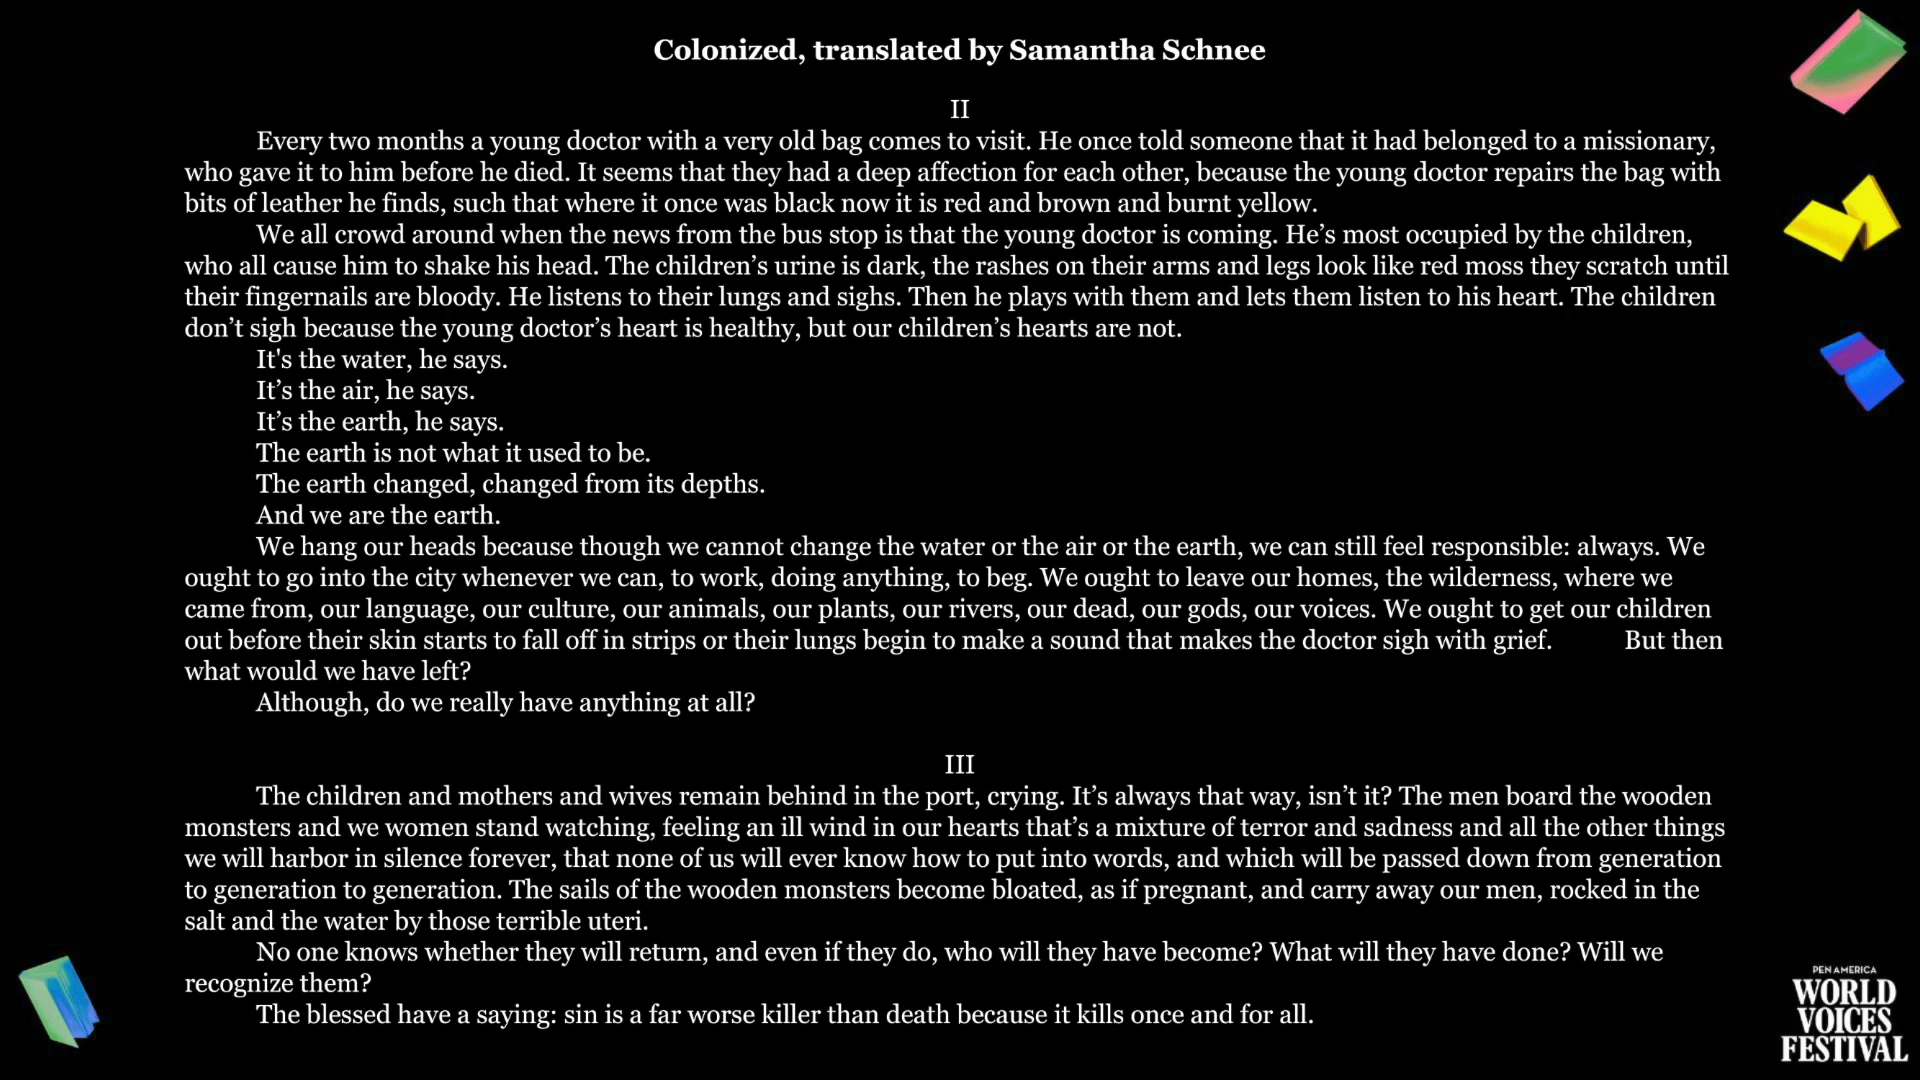 Colonized, translated by Samantha Schnee
II
Every two months a young doctor with a very old bag comes to visit. He once told someone that it had belonged to a missionary,
who gave it to him before he died. It seems that they had a deep affection for each other, because the young doctor repairs the bag with
bits of leather he finds, such that where it once was black now it is red and brown and burnt yellow.
We all crowd around when the news from the bus stop is that the young doctor is coming. He’s most occupied by the children,
who all cause him to shake his head. The children’s urine is dark, the rashes on their arms and legs look like red moss they scratch until
their fingernails are bloody. He listens to their lungs and sighs. Then he plays with them and lets them listen to his heart. The children
don’t sigh because the young doctor’s heart is healthy, but our children’s hearts are not.
It's the water, he says.
It’s the air, he says.
It’s the earth, he says.
The earth is not what it used to be.
The earth changed, changed from its depths.
And we are the earth.
We hang our heads because though we cannot change the water or the air or the earth, we can still feel responsible: always. We
ought to go into the city whenever we can, to work, doing anything, to beg. We ought to leave our homes, the wilderness, where we
came from, our language, our culture, our animals, our plants, our rivers, our dead, our gods, our voices. We ought to get our children
out before their skin starts to fall off in strips or their lungs begin to make a sound that makes the doctor sigh with grief. But then
what would we have left?
Although, do we really have anything at all?
III
The children and mothers and wives remain behind in the port, crying. It’s always that way, isn’t it? The men board the wooden
monsters and we women stand watching, feeling an ill wind in our hearts that’s a mixture of terror and sadness and all the other things
we will harbor in silence forever, that none of us will ever know how to put into words, and which will be passed down from generation
to generation to generation. The sails of the wooden monsters become bloated, as if pregnant, and carry away our men, rocked in the
salt and the water by those terrible uteri.
No one knows whether they will return, and even if they do, who will they have become? What will they have done? Will we
recognize them?
The blessed have a saying: sin is a far worse killer than death because it kills once and for all.
PEN AMERICA
WORLD
VOICES
FESTIVAL